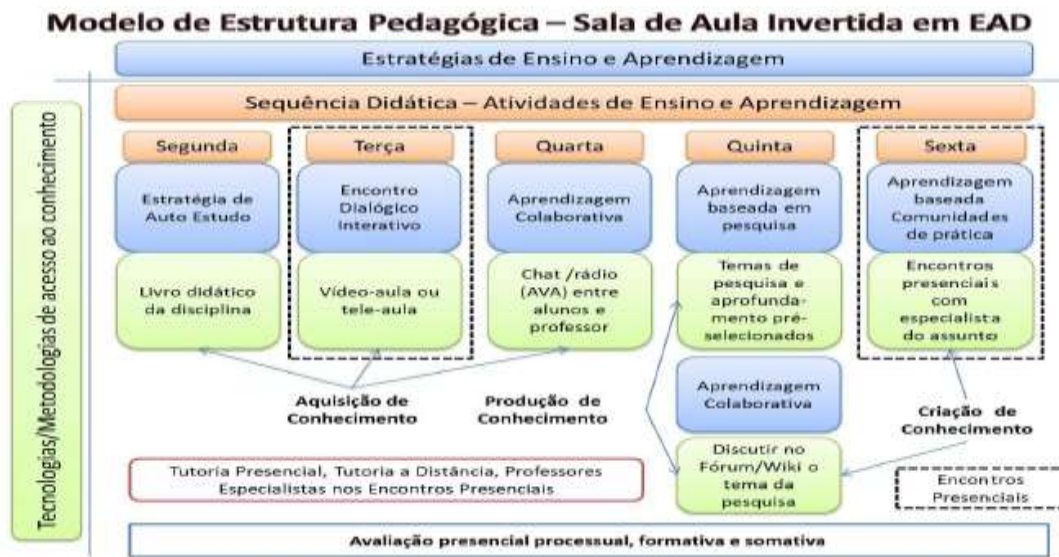 Modelo de Estrutura Pedagógica – Sala de Aula Invertida em EAD
Estratégias de Ensino e Aprendizagem
Tecnologias/Metodologias de acesso ao conhecimento
Sequência Didática – Atividades de Ensino e Aprendizagem
Segunda
Estratégia de
Auto Estudo
Livro didático
da disciplina
Terça
Encontro
Dialógico
Interativo
Vídeo-aula ou
tele-aula
Quarta
Aprendizagem
Colaborativa
Chat /rádio
(AVA) entre
alunos e
professor
Quinta
Aprendizagem
baseada em
pesquisa
Temas de
pesquisa e
aprofunda-
mento pré-
selecionados
Aprendizagem
Colaborativa
Discutir no
Fórum/Wiki o
tema da
pesquisa
Sexta
Aprendizagem
baseada
Comunidades
de prática
Encontros
presenciais
com
especialista
do assunto
Aquisição de
Conhecimento
Produção de
Conhecimento
Criação de
Conhecimento
Tutoria Presencial, Tutoria a Distância, Professores
Especialistas nos Encontros Presenciais
Encontros
Presenciais
Avaliação presencial processual, formativa e somativa